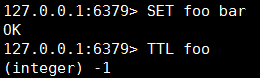 127.0.0.1:6379> SET foo bar
OK
127.0.0.1:6379> TTL foo
(integer) -1